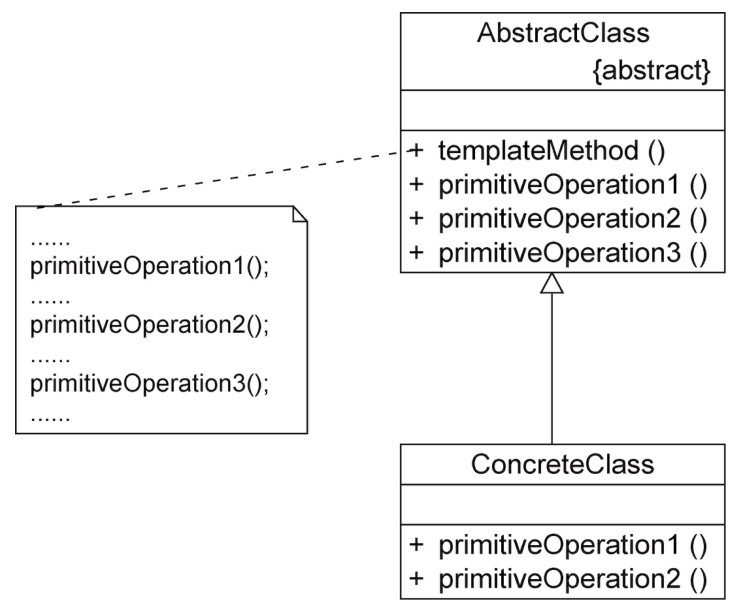 AbstractClass
{abstract}
+ templateMethod ()
+ primitiveOperation1 ()
+ primitiveOperation2 ()
+ primitiveOperation3 ()
......
primitiveOperation1();
......
primitiveOperation2();
......
primitiveOperation3();
......
ConcreteClass
+ primitiveOperation1 ()
+ primitiveOperation2 ()